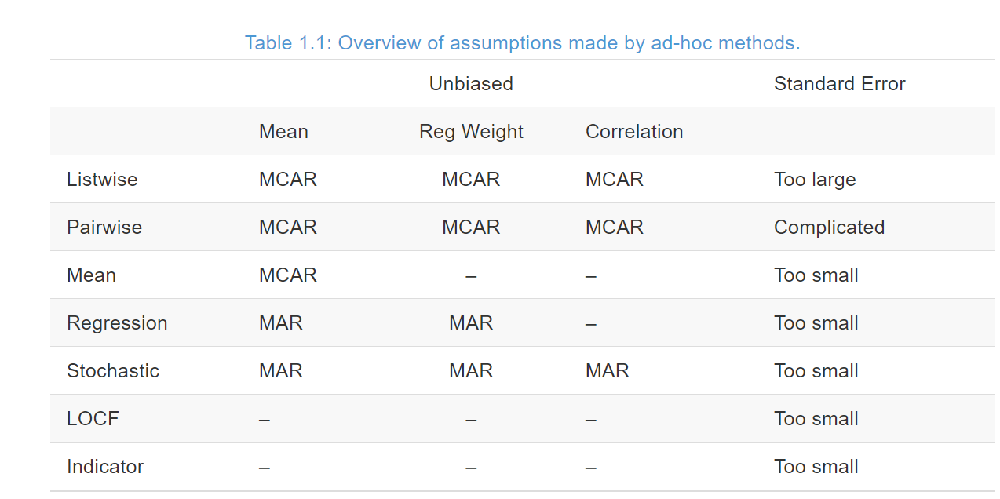 Table 1.1: Overview of assumptions made by ad-hoc methods.
Unbiased Standard Error
Mean Reg Weight Correlation
Listwise MCAR MCAR MCAR Too large
Pairwise MCAR MCAR MCAR Complicated
Mean MCAR – – Too small
Regression MAR MAR – Too small
Stochastic MAR MAR MAR Too small
LOCF – – – Too small
Indicator – – – Too small